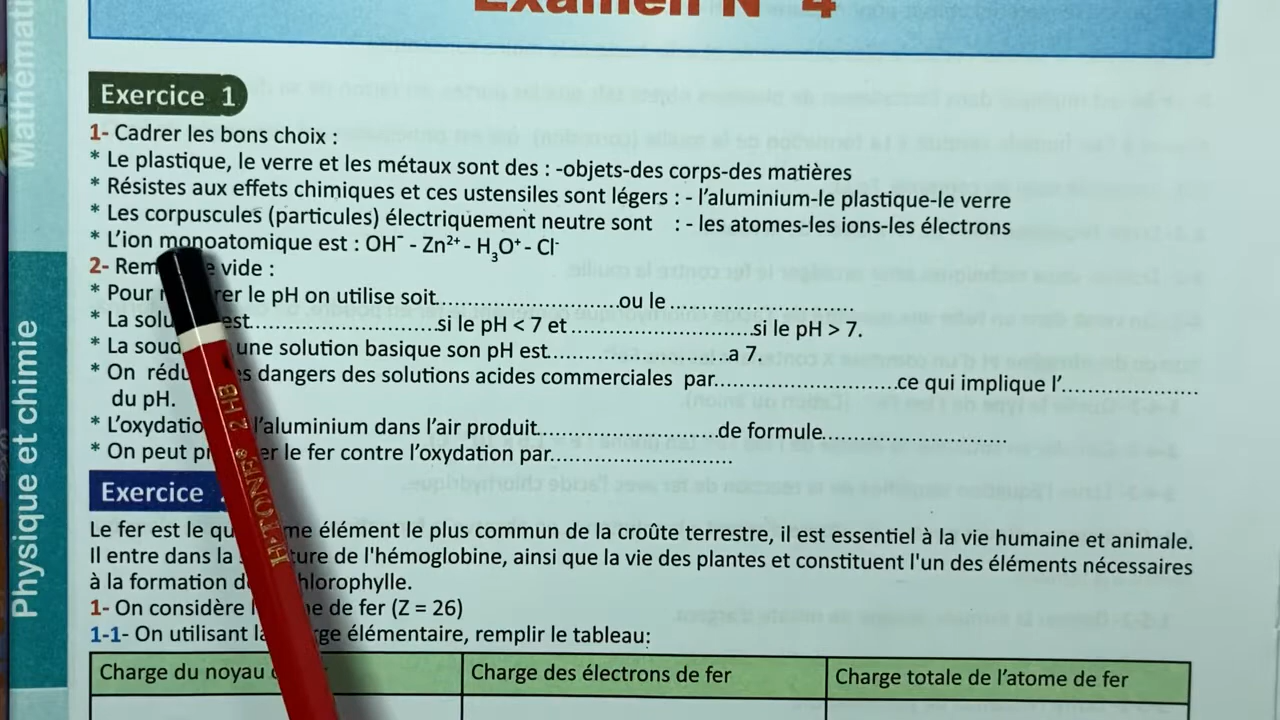 Examen N° 4
Mathémat
Physique et chimie
Exercice 1
1- Cadrer les bons choix :
* Le plastique, le verre et les métaux sont des : -objets-des corps-des matières
* Résistes aux effets chimiques et ces ustensiles sont légers : - l'aluminium-le plastique-le verre
* Les corpuscules (particules) électriquement neutre sont : - les atomes-les ions-les électrons
* L'ion monoatomique est : OH⁻ - Zn²⁺ - H₃O⁺ - Cl⁻
2- Rem e vide :
* Pour rer le pH on utilise soit..............................ou le..............................
* La solu est..............................si le pH < 7 et..............................si le pH > 7.
* La soud une solution basique son pH est..............................a 7.
* On rédu s dangers des solutions acides commerciales par..............................ce qui implique l'......................
du pH.
* L'oxydatio l'aluminium dans l'air produit..............................de formule..............................
* On peut pr er le fer contre l'oxydation par..............................
Exercice
Le fer est le qu me élément le plus commun de la croûte terrestre, il est essentiel à la vie humaine et animale.
Il entre dans la ture de l'hémoglobine, ainsi que la vie des plantes et constituent l'un des éléments nécessaires
à la formation d hlorophylle.
1- On considère l e de fer (Z = 26)
1-1- On utilisant la rge élémentaire, remplir le tableau:
Charge du noyau Charge des électrons de fer Charge totale de l'atome de fer
HB 2 H·TONE®